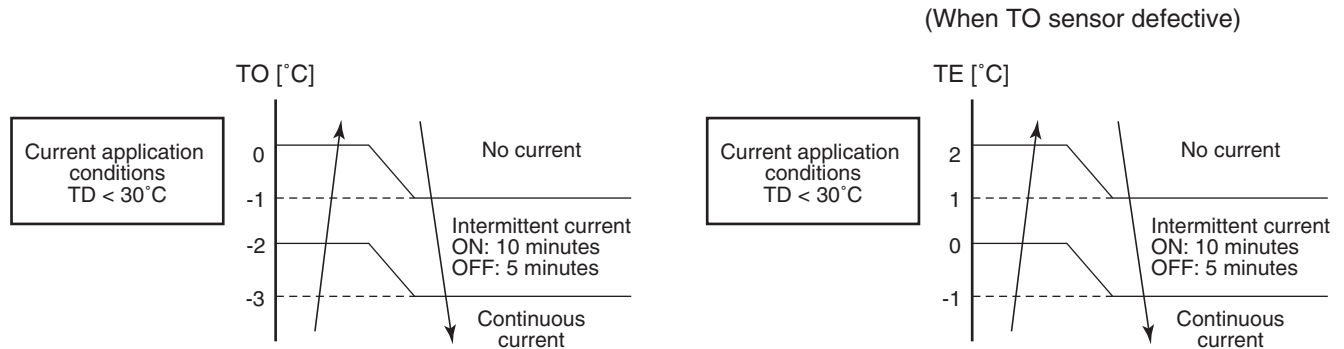 (When TO sensor defective)
TO [˚C]
Current application
conditions
TD < 30˚C
0
-1
-2
-3
No current
Intermittent current
ON: 10 minutes
OFF: 5 minutes
Continuous
current
TE [˚C]
Current application
conditions
TD < 30˚C
2
1
0
-1
No current
Intermittent current
ON: 10 minutes
OFF: 5 minutes
Continuous
current